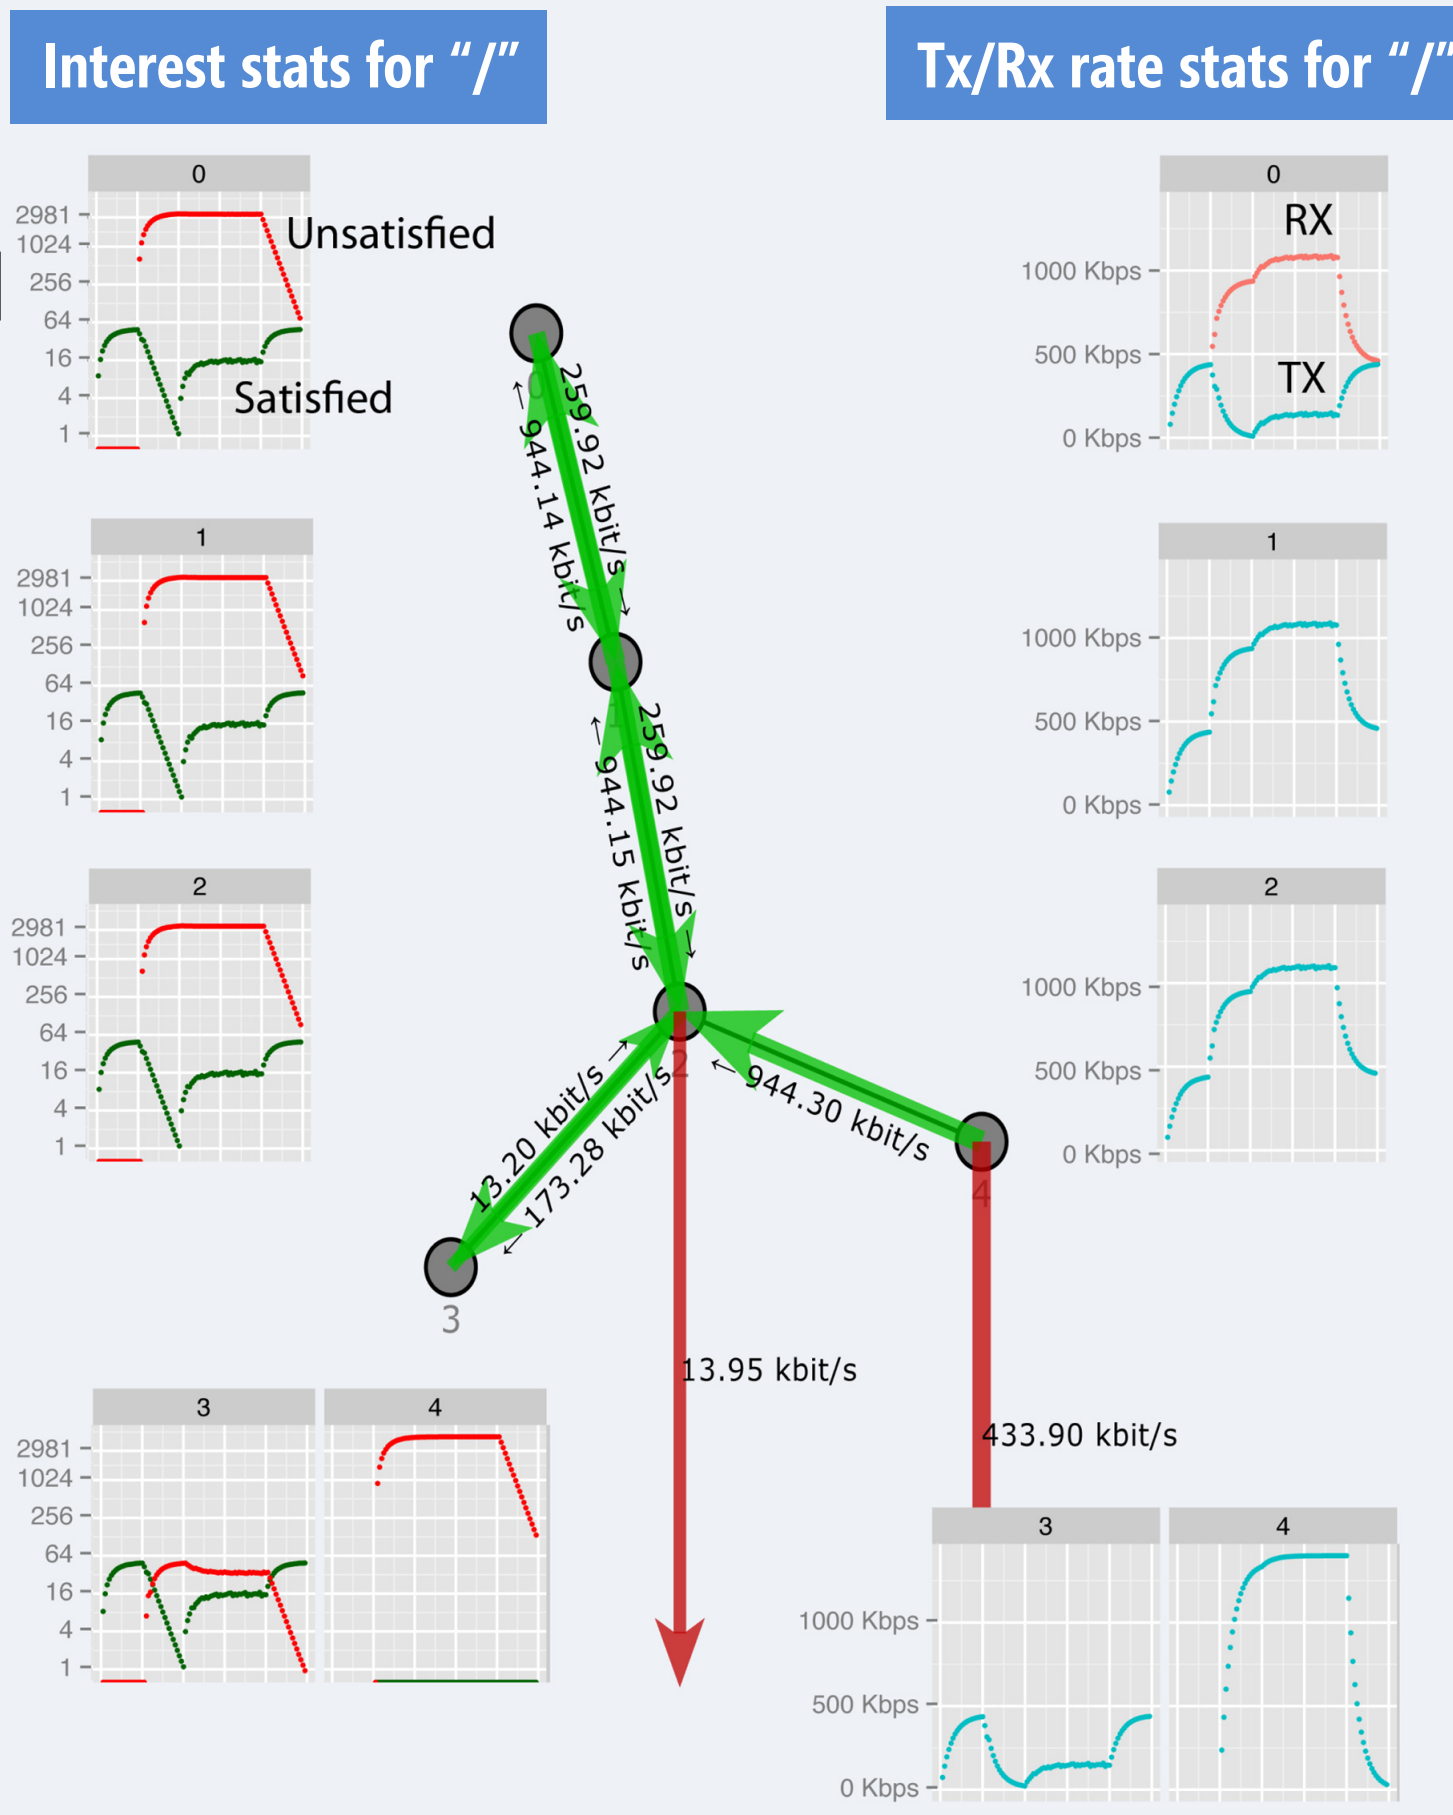 Interest stats for “/”
Tx/Rx rate stats for “/”
0
2981
1024
256
64
16
4
1
Unsatisfied
Satisfied
0
1000 Kbps
500 Kbps
0 Kbps
RX
TX
0
259.92 kbit/s →
← 944.14 kbit/s
1
2981
1024
256
64
16
4
1
1
1000 Kbps
500 Kbps
0 Kbps
1
259.92 kbit/s →
← 944.15 kbit/s
2
2981
1024
256
64
16
4
1
2
1000 Kbps
500 Kbps
0 Kbps
2
13.20 kbit/s →
← 173.28 kbit/s
← 944.30 kbit/s
4
3
13.95 kbit/s
433.90 kbit/s
3
4
2981
1024
256
64
16
4
1
3
4
1000 Kbps
500 Kbps
0 Kbps